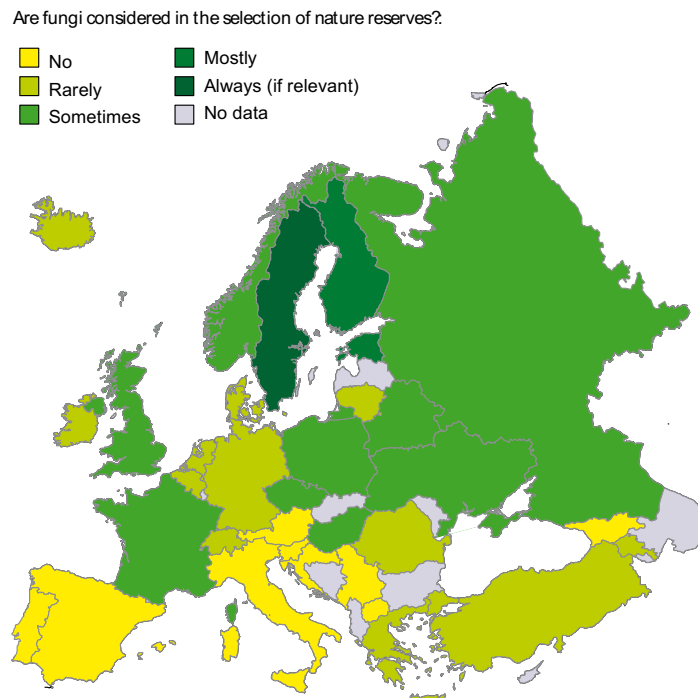 Are fungi considered in the selection of nature reserves?.
No
Rarely
Sometimes
Mostly
Always (if relevant)
No data